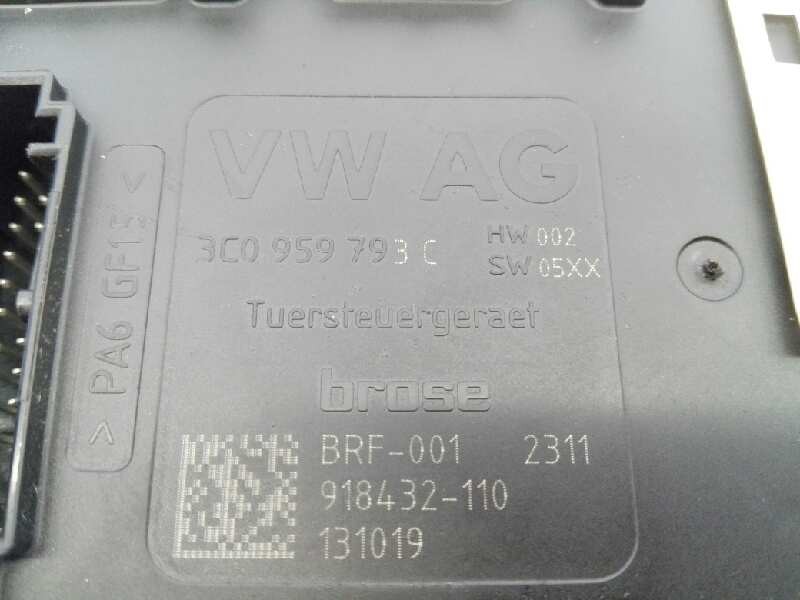 VW AG
3C0 959 793 C
HW 002
SW 05XX
Tuersteuergeraet
brose
BRF-001 2311
918432-110
131019
> PA6 GF15 <